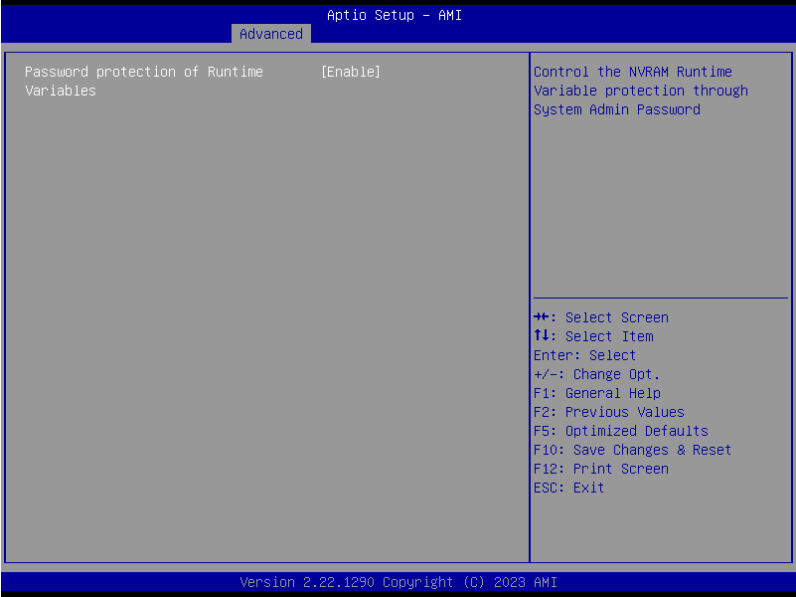 Aptio Setup – AMI
Advanced
Password protection of Runtime [Enable]
Variables
Control the NVRAM Runtime
Variable protection through
System Admin Password
→←: Select Screen
↑↓: Select Item
Enter: Select
+/-: Change Opt.
F1: General Help
F2: Previous Values
F5: Optimized Defaults
F10: Save Changes & Reset
F12: Print Screen
ESC: Exit
Version 2.22.1290 Copyright (C) 2023 AMI